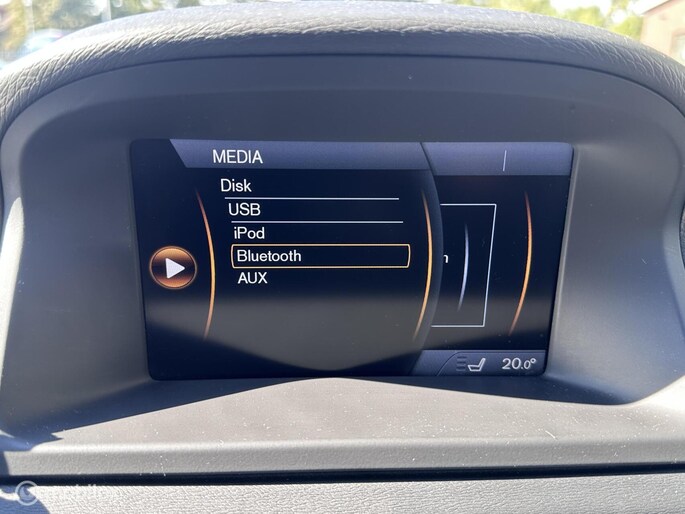 MEDIA
Disk
USB
iPod
Bluetooth
AUX
n
20.0°